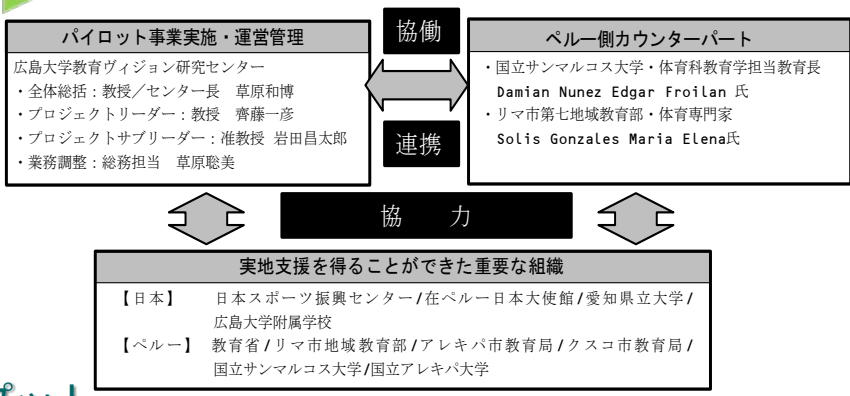 パイロット事業実施・運営管理
広島大学教育ヴィジョン研究センター
・全体総括：教授／センター長　草原和博
・プロジェクトリーダー：教授　齊藤一彦
・プロジェクトサブリーダー：准教授 岩田昌太郎
・業務調整：総務担当　草原聡美
協働
連携
ペルー側カウンターパート
・国立サンマルコス大学・体育科教育学担当教育長
Damian Nunez Edgar Froilan 氏
・リマ市第七地域教育部・体育専門家
Solis Gonzales Maria Elena氏
協　　力
実地支援を得ることができた重要な組織
【日本】　日本スポーツ振興センター/在ペルー日本大使館/愛知県立大学/
広島大学附属学校
【ペルー】 教育省/リマ市地域教育部/アレキパ市教育局/クスコ市教育局/
国立サンマルコス大学/国立アレキパ大学